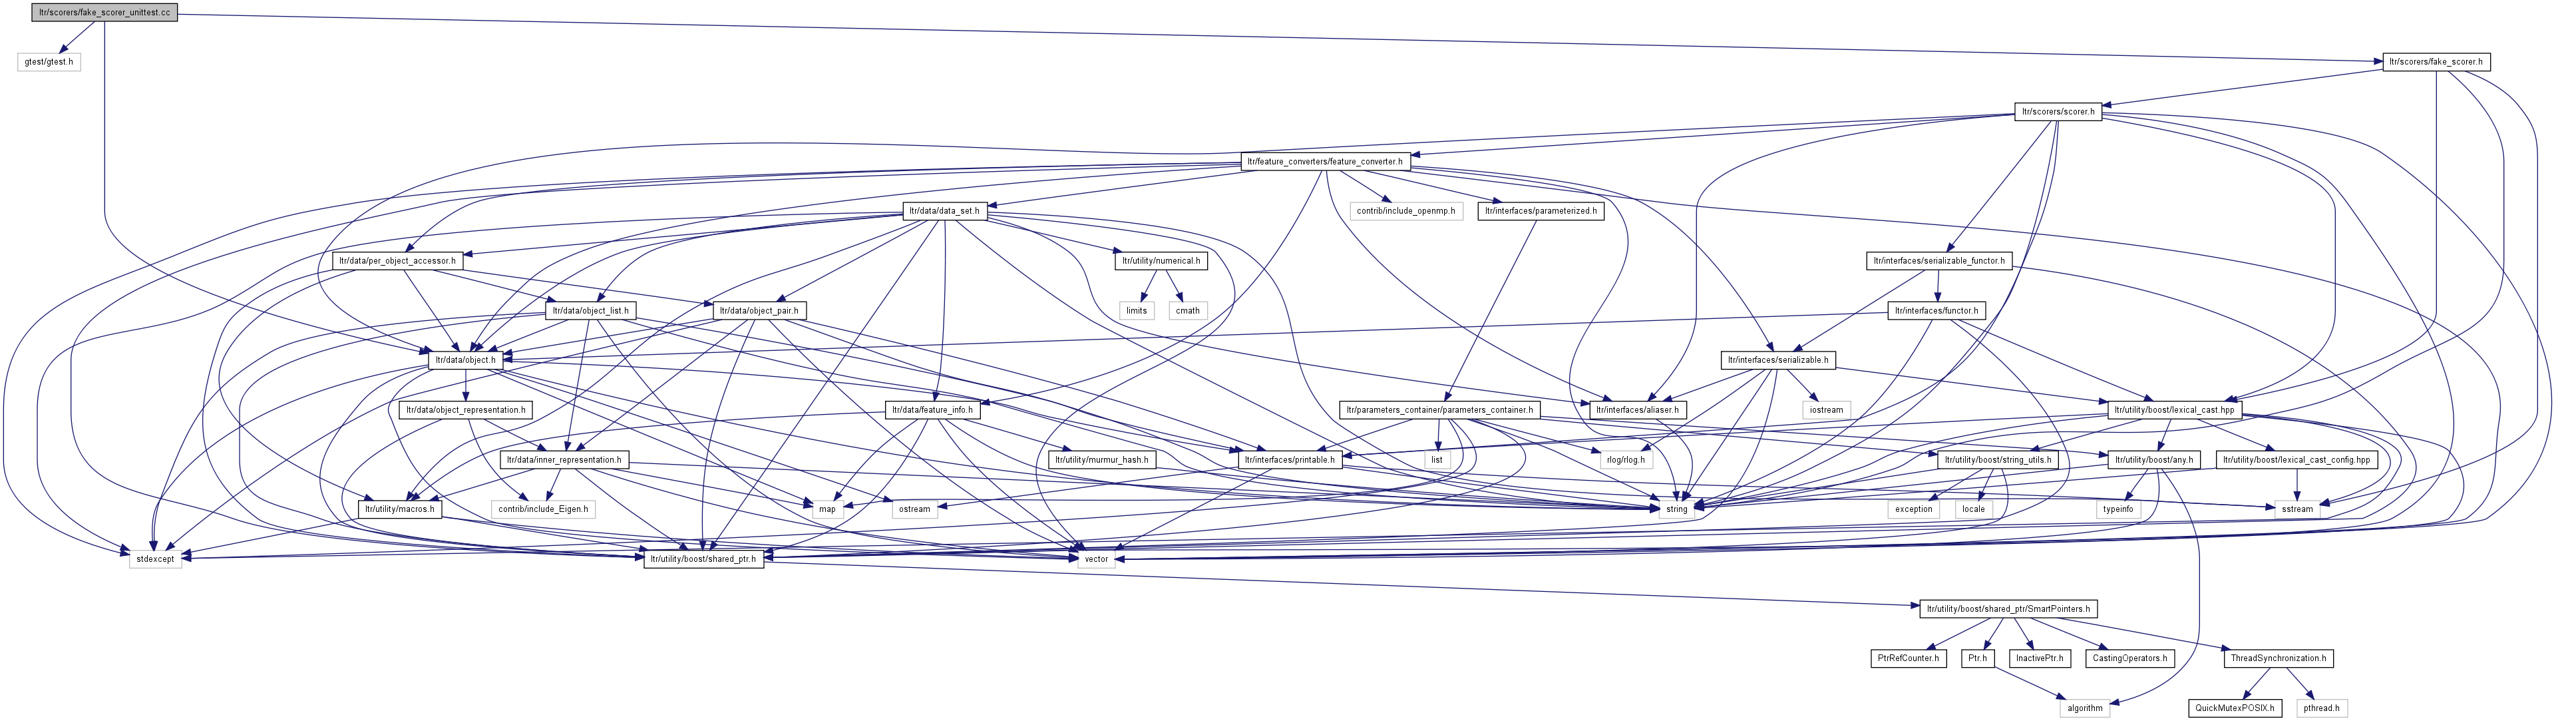 ltr/scorers/fake_scorer_unittest.cc
gtest/gtest.h
ltr/scorers/fake_scorer.h
ltr/scorers/scorer.h
ltr/feature_converters/feature_converter.h
ltr/data/data_set.h
contrib/include_openmp.h
ltr/interfaces/parameterized.h
ltr/data/per_object_accessor.h
ltr/utility/numerical.h
ltr/interfaces/serializable_functor.h
ltr/data/object_list.h
ltr/data/object_pair.h
limits
cmath
ltr/interfaces/functor.h
ltr/data/object.h
ltr/interfaces/serializable.h
ltr/data/object_representation.h
ltr/data/feature_info.h
ltr/parameters_container/parameters_container.h
ltr/interfaces/aliaser.h
iostream
ltr/utility/boost/lexical_cast.hpp
ltr/data/inner_representation.h
ltr/utility/murmur_hash.h
ltr/interfaces/printable.h
list
rlog/rlog.h
ltr/utility/boost/string_utils.h
ltr/utility/boost/any.h
ltr/utility/boost/lexical_cast_config.hpp
ltr/utility/macros.h
contrib/include_Eigen.h
map
ostream
string
exception
locale
typeinfo
sstream
stdexcept
ltr/utility/boost/shared_ptr.h
vector
ltr/utility/boost/shared_ptr/SmartPointers.h
PtrRefCounter.h
Ptr.h
InactivePtr.h
CastingOperators.h
ThreadSynchronization.h
algorithm
QuickMutexPOSIX.h
pthread.h